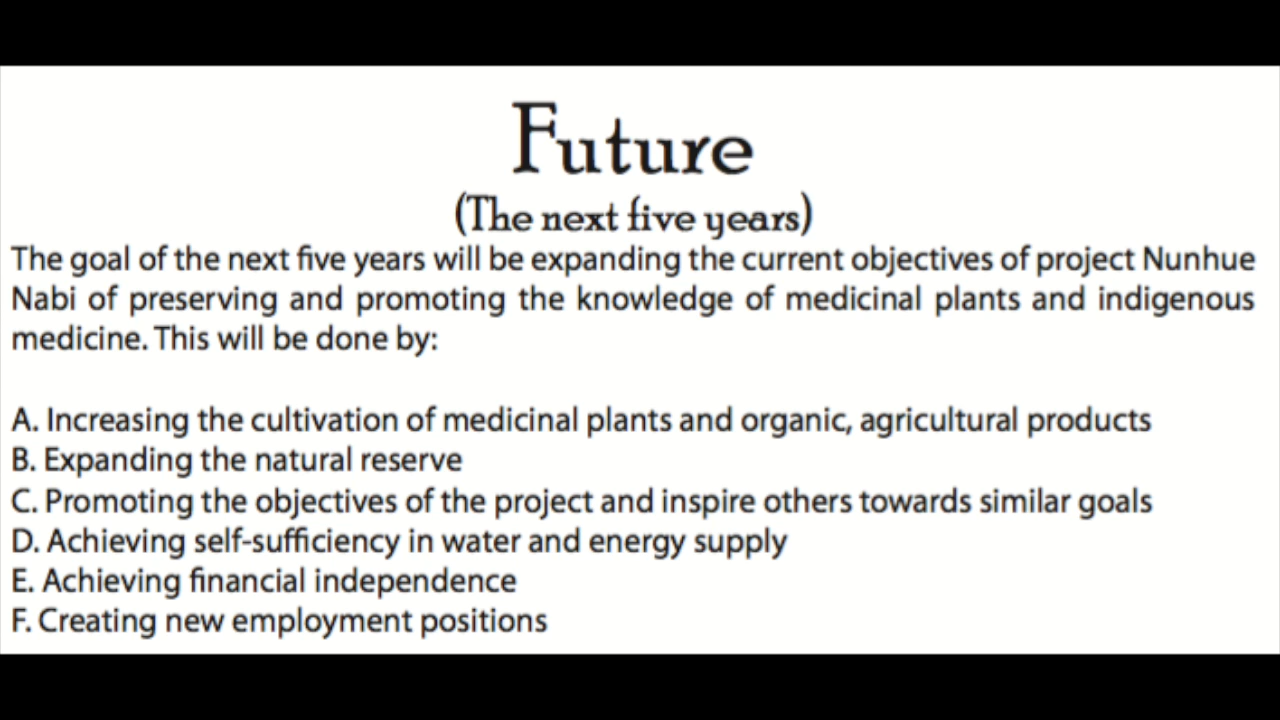 Future
(The next five years)
The goal of the next five years will be expanding the current objectives of project Nunhue
Nabi of preserving and promoting the knowledge of medicinal plants and indigenous
medicine. This will be done by:
A. Increasing the cultivation of medicinal plants and organic, agricultural products
B. Expanding the natural reserve
C. Promoting the objectives of the project and inspire others towards similar goals
D. Achieving self-sufficiency in water and energy supply
E. Achieving financial independence
F. Creating new employment positions